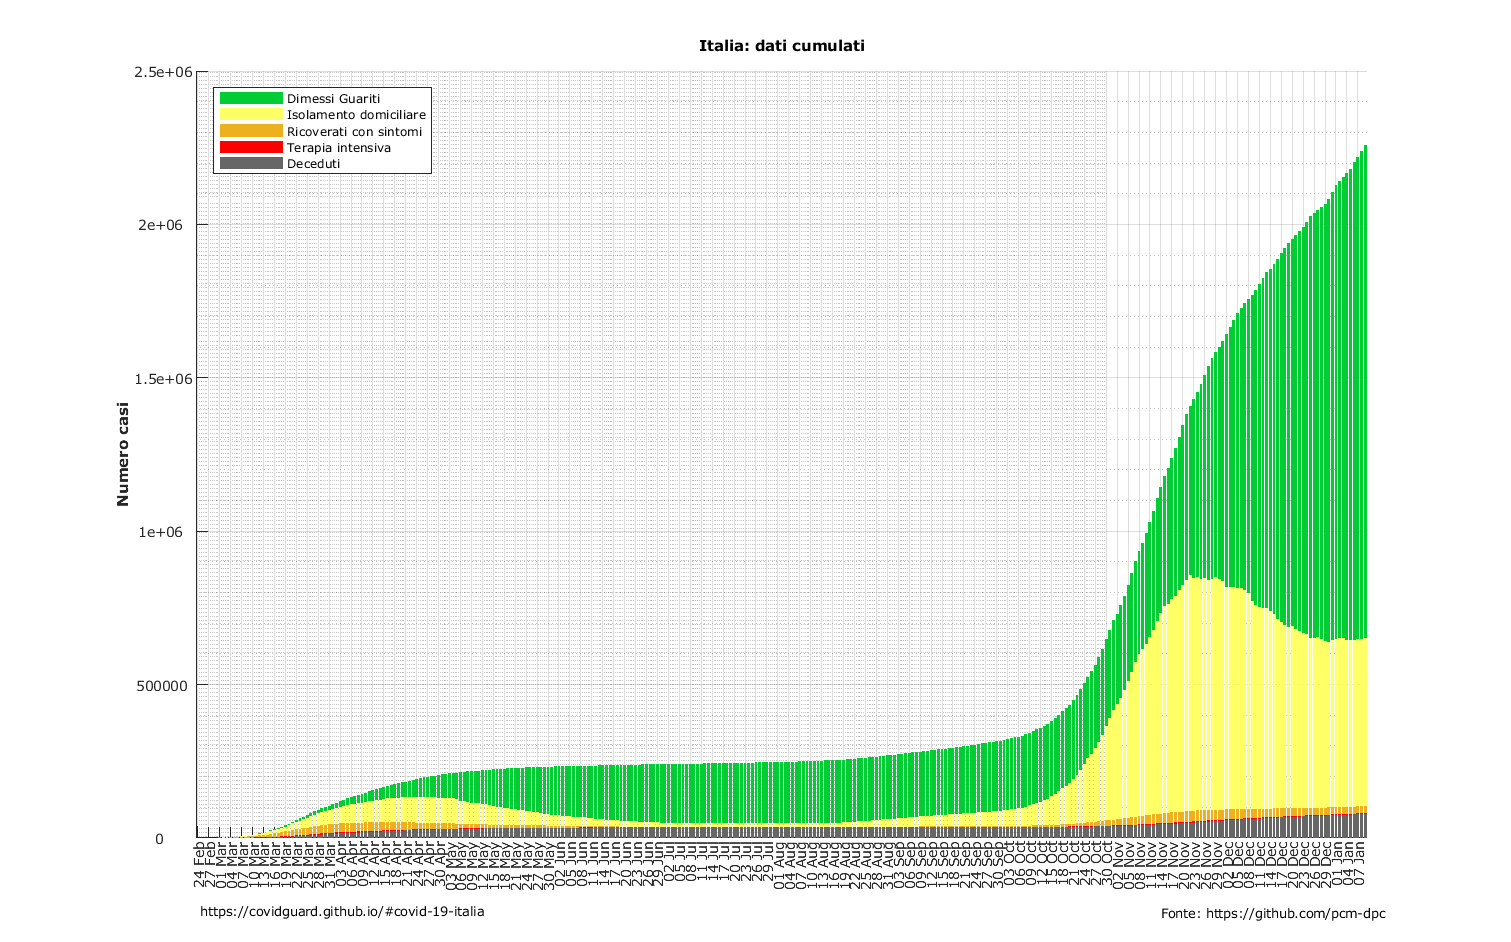 Italia: dati cumulati
2.5e+06
2e+06
1.5e+06
1e+06
500000
0
Numero casi
Dimessi Guariti
Isolamento domiciliare
Ricoverati con sintomi
Terapia intensiva
Deceduti
24 Feb
27 Feb
01 Mar
04 Mar
07 Mar
10 Mar
13 Mar
16 Mar
19 Mar
22 Mar
25 Mar
28 Mar
31 Mar
03 Apr
06 Apr
09 Apr
12 Apr
15 Apr
18 Apr
21 Apr
24 Apr
27 Apr
30 Apr
03 May
06 May
09 May
12 May
15 May
18 May
21 May
24 May
27 May
30 May
02 Jun
05 Jun
08 Jun
11 Jun
14 Jun
17 Jun
20 Jun
23 Jun
26 Jun
29 Jun
02 Jul
05 Jul
08 Jul
11 Jul
14 Jul
17 Jul
20 Jul
23 Jul
26 Jul
29 Jul
01 Aug
04 Aug
07 Aug
10 Aug
13 Aug
16 Aug
19 Aug
22 Aug
25 Aug
28 Aug
31 Aug
03 Sep
06 Sep
09 Sep
12 Sep
15 Sep
18 Sep
21 Sep
24 Sep
27 Sep
30 Sep
03 Oct
06 Oct
09 Oct
12 Oct
15 Oct
18 Oct
21 Oct
24 Oct
27 Oct
30 Oct
02 Nov
05 Nov
08 Nov
11 Nov
14 Nov
17 Nov
20 Nov
23 Nov
26 Nov
29 Nov
02 Dec
05 Dec
08 Dec
11 Dec
14 Dec
17 Dec
20 Dec
23 Dec
26 Dec
29 Dec
01 Jan
04 Jan
07 Jan
https://covidguard.github.io/#covid-19-italia
Fonte: https://github.com/pcm-dpc